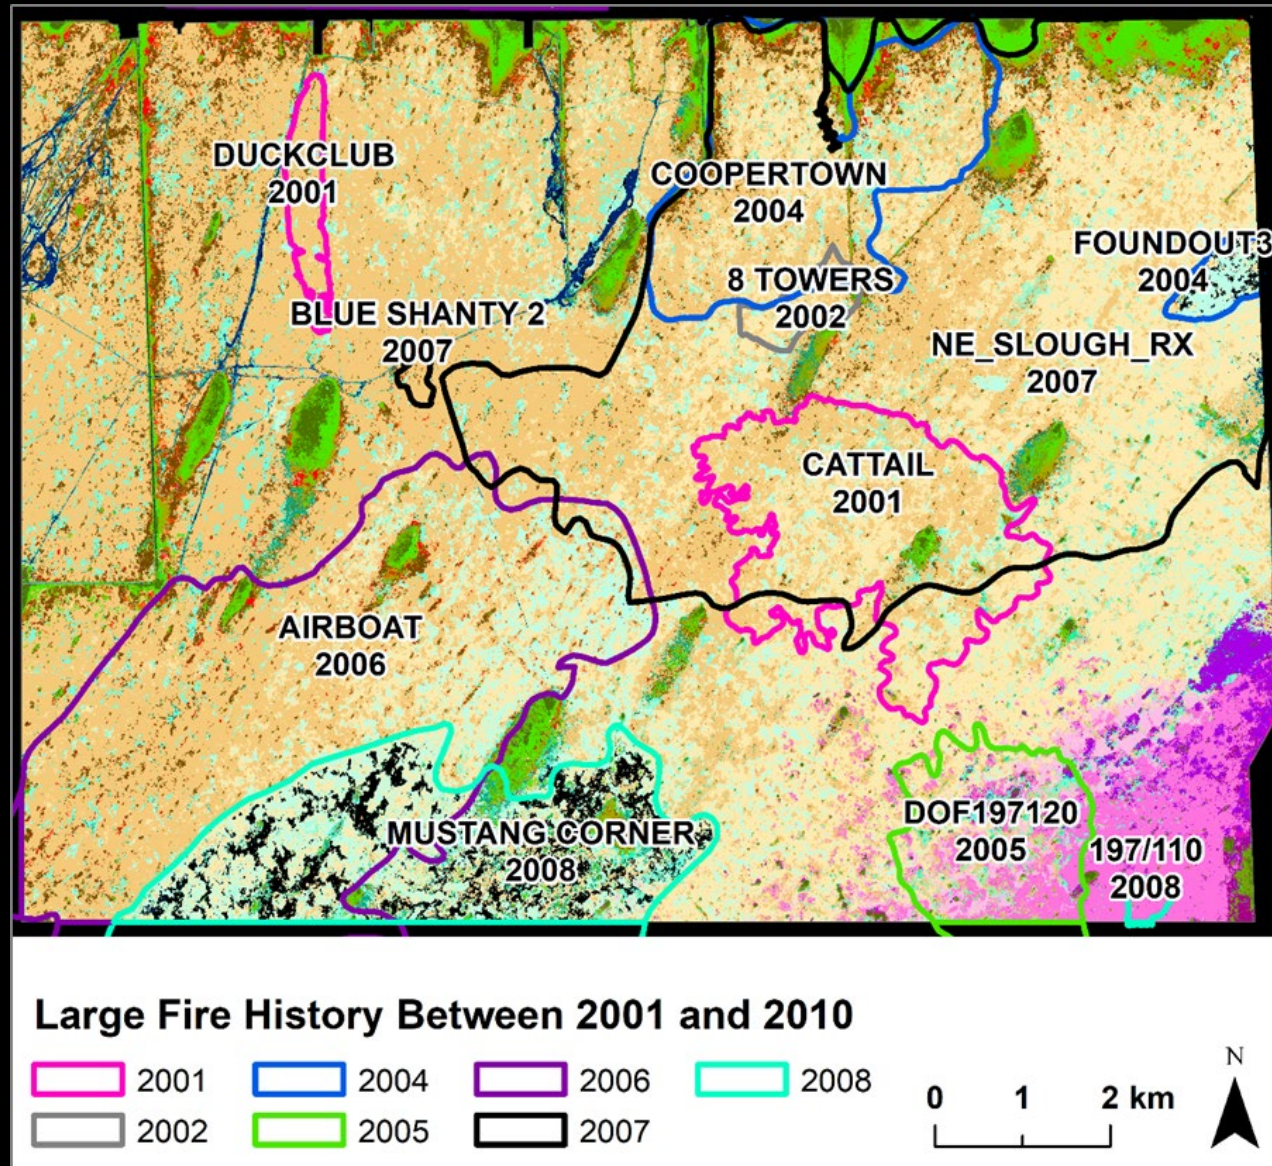 DUCKCLUB
2001
COOPERTOWN
2004
FOUNDOUT3
2004
8 TOWERS
2002
BLUE SHANTY 2
2007
NE_SLOUGH_RX
2007
CATTAIL
2001
AIRBOAT
2006
MUSTANG CORNER
2008
DOF197120
2005
197/110
2008
Large Fire History Between 2001 and 2010
2001 2004 2006 2008
2002 2005 2007
0 1 2 km
N